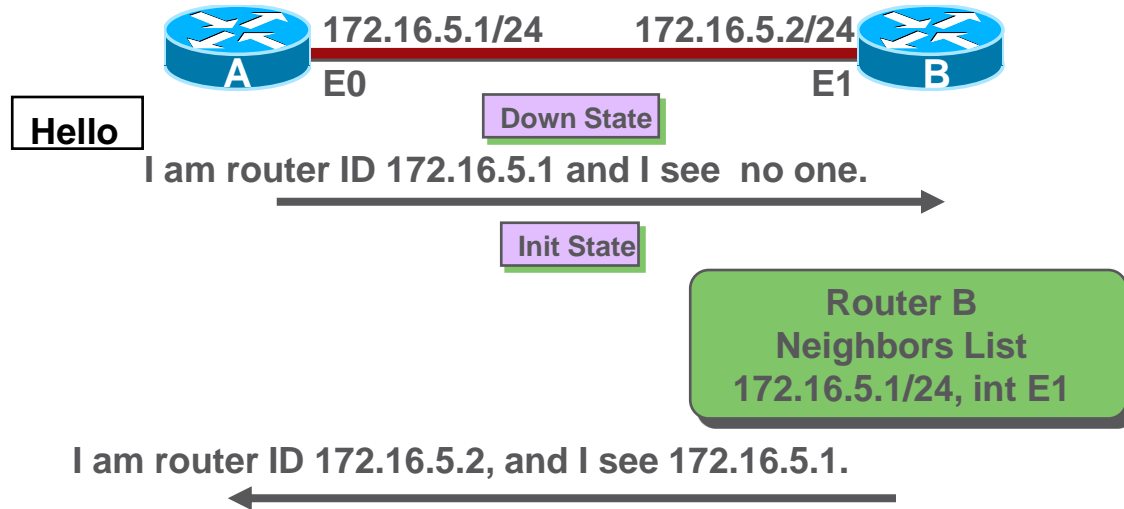 172.16.5.1/24 172.16.5.2/24
A B
E0 E1
Hello
Down State
I am router ID 172.16.5.1 and I see no one.
Init State
Router B
Neighbors List
172.16.5.1/24, int E1
I am router ID 172.16.5.2, and I see 172.16.5.1.